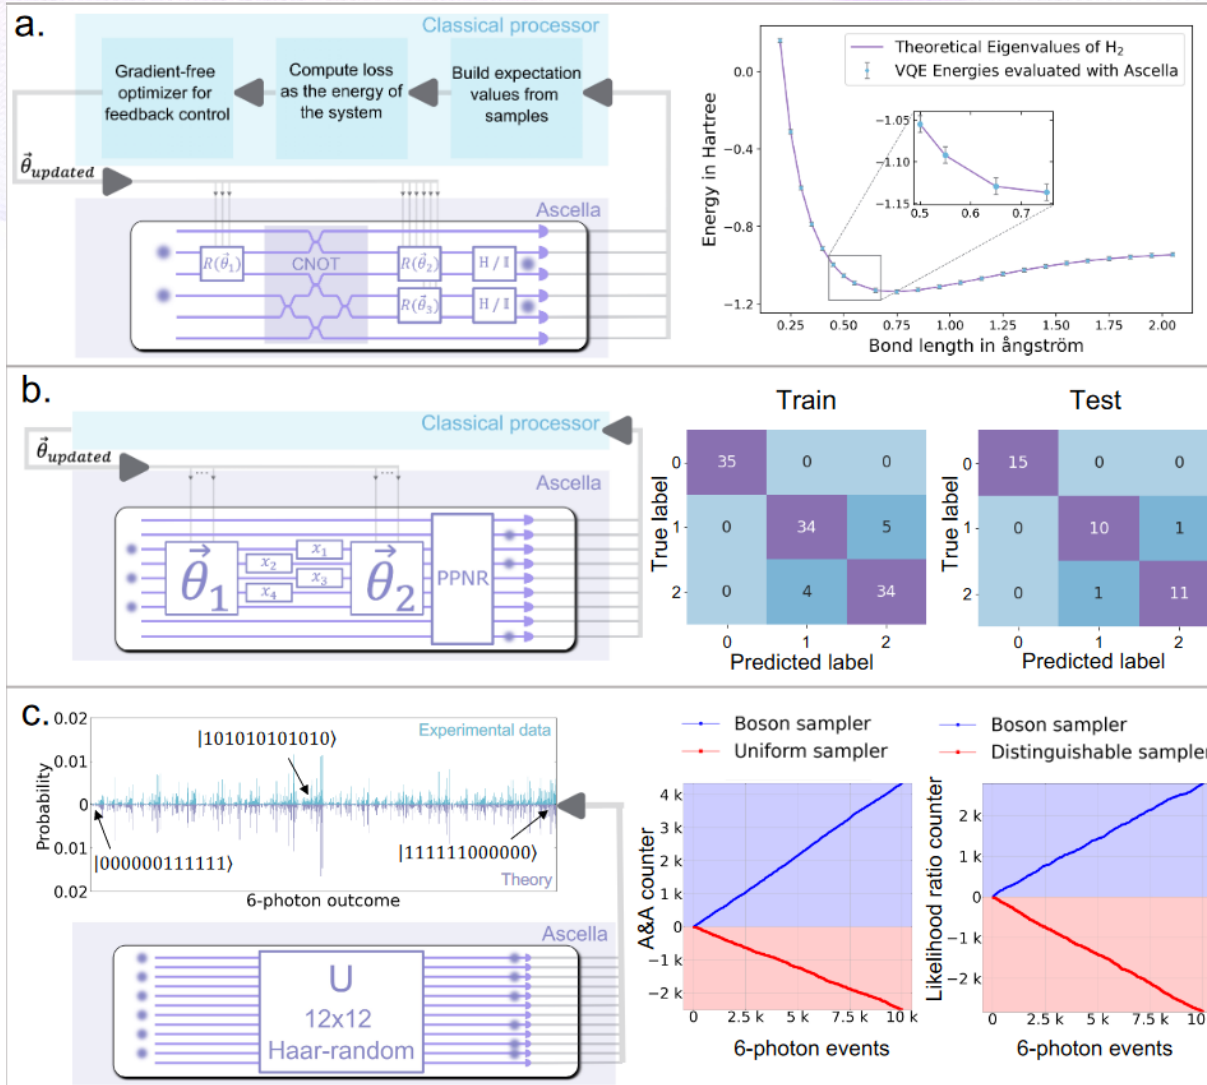 a.
Classical processor
Gradient-free
optimizer for
feedback control
Compute loss
as the energy of
the system
Build expectation
values from
samples
θ⃗updated
Ascella
R(θ⃗₁)
CNOT
R(θ⃗₂)
H / 𝕀
R(θ⃗₃)
H / 𝕀
Theoretical Eigenvalues of H₂
VQE Energies evaluated with Ascella
Energy in Hartree
0.0
−0.4
−0.8
−1.2
−1.05
−1.10
−1.15
0.5 0.6 0.7
0.25 0.50 0.75 1.00 1.25 1.50 1.75 2.00
Bond length in ångström
b.
Classical processor
θ⃗updated
Ascella
θ⃗₁
x₁
x₂
x₃
x₄
θ⃗₂
PPNR
Train
True label
0 35 0 0
1 0 34 5
2 0 4 34
0 1 2
Predicted label
Test
True label
0 15 0 0
1 0 10 1
2 0 1 11
0 1 2
Predicted label
c.
0.02
0.01
0
0.01
0.02
Probability
Experimental data
|101010101010⟩
|000000111111⟩
|111111000000⟩
Theory
6-photon outcome
Ascella
U
12x12
Haar-random
Boson sampler
Uniform sampler
A&A counter
4 k
3 k
2 k
1 k
0
−1 k
−2 k
0 2.5 k 5 k 7.5 k 10 k
6-photon events
Boson sampler
Distinguishable sampler
Likelihood ratio counter
2 k
1 k
0
−1 k
−2 k
0 2.5 k 5 k 7.5 k 10
6-photon events